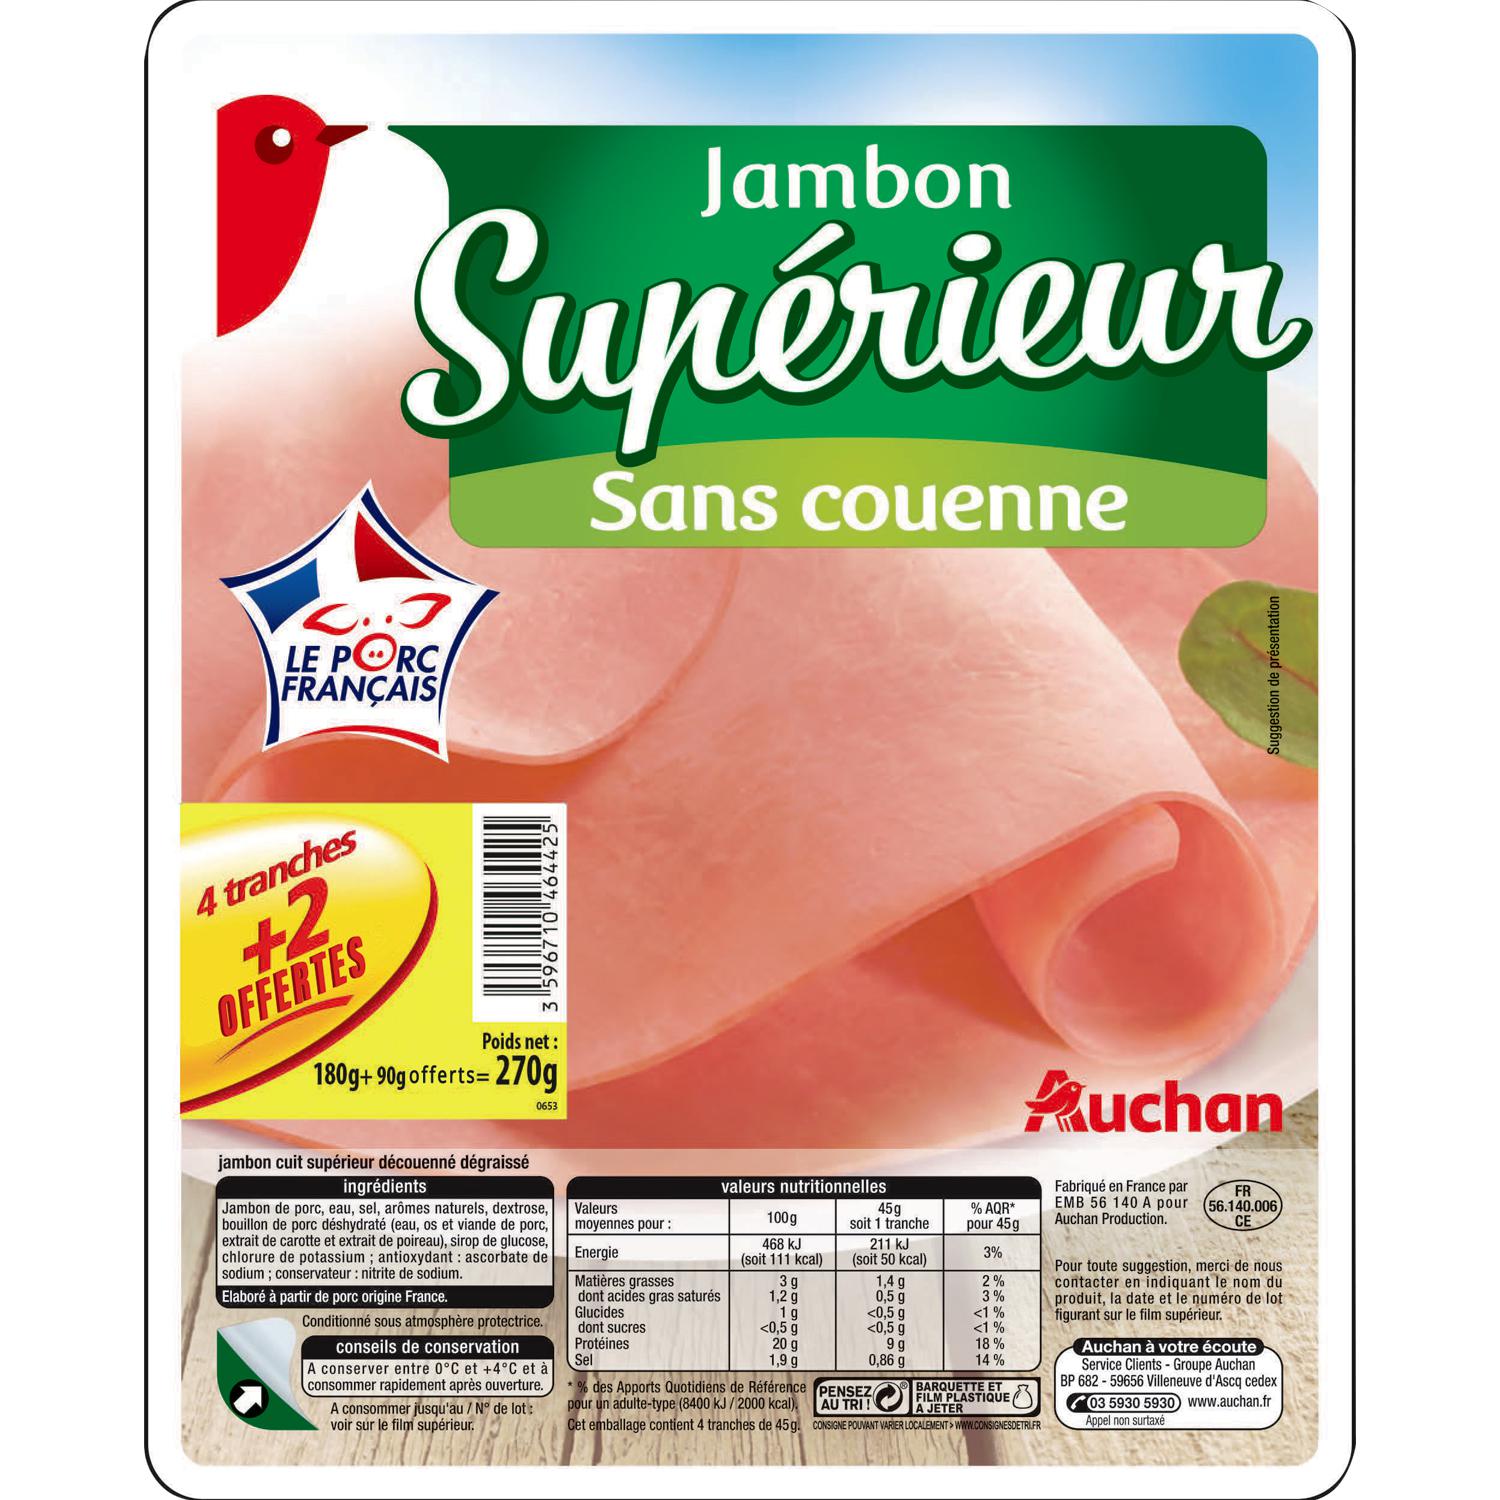 Jambon
Supérieur
Sans couenne
LE PORC
FRANÇAIS
Suggestion de présentation
4 tranches
+2
OFFERTES
3 596710 464425
Poids net :
180g+ 90g offerts= 270g
0653
Auchan
jambon cuit supérieur découenné dégraissé
ingrédients
Jambon de porc, eau, sel, arômes naturels, dextrose,
bouillon de porc déshydraté (eau, os et viande de porc,
extrait de carotte et extrait de poireau), sirop de glucose,
chlorure de potassium ; antioxydant : ascorbate de
sodium ; conservateur : nitrite de sodium.
Elaboré à partir de porc origine France.
Conditionné sous atmosphère protectrice.
conseils de conservation
A conserver entre 0°C et +4°C et à
consommer rapidement après ouverture.
A consommer jusqu'au / N° de lot :
voir sur le film supérieur.
valeurs nutritionnelles
Valeurs moyennes pour : 100g 45g soit 1 tranche % AQR* pour 45g
Energie 468 kJ (soit 111 kcal) 211 kJ (soit 50 kcal) 3%
Matières grasses 3 g 1,4 g 2 %
dont acides gras saturés 1,2 g 0,5 g 3 %
Glucides 1 g <0,5 g <1 %
dont sucres <0,5 g <0,5 g <1 %
Protéines 20 g 9 g 18 %
Sel 1,9 g 0,86 g 14 %
* % des Apports Quotidiens de Référence
pour un adulte-type (8400 kJ / 2000 kcal).
Cet emballage contient 4 tranches de 45g.
PENSEZ
AU TRI !
BARQUETTE ET
FILM PLASTIQUE
A JETER
CONSIGNE POUVANT VARIER LOCALEMENT > WWW.CONSIGNESDETRI.FR
Fabriqué en France par
EMB 56 140 A pour
Auchan Production.
FR
56.140.006
CE
Pour toute suggestion, merci de nous
contacter en indiquant le nom du
produit, la date et le numéro de lot
figurant sur le film supérieur.
Auchan à votre écoute
Service Clients - Groupe Auchan
BP 682 - 59656 Villeneuve d'Ascq cedex
03 5930 5930 www.auchan.fr
Appel non surtaxé